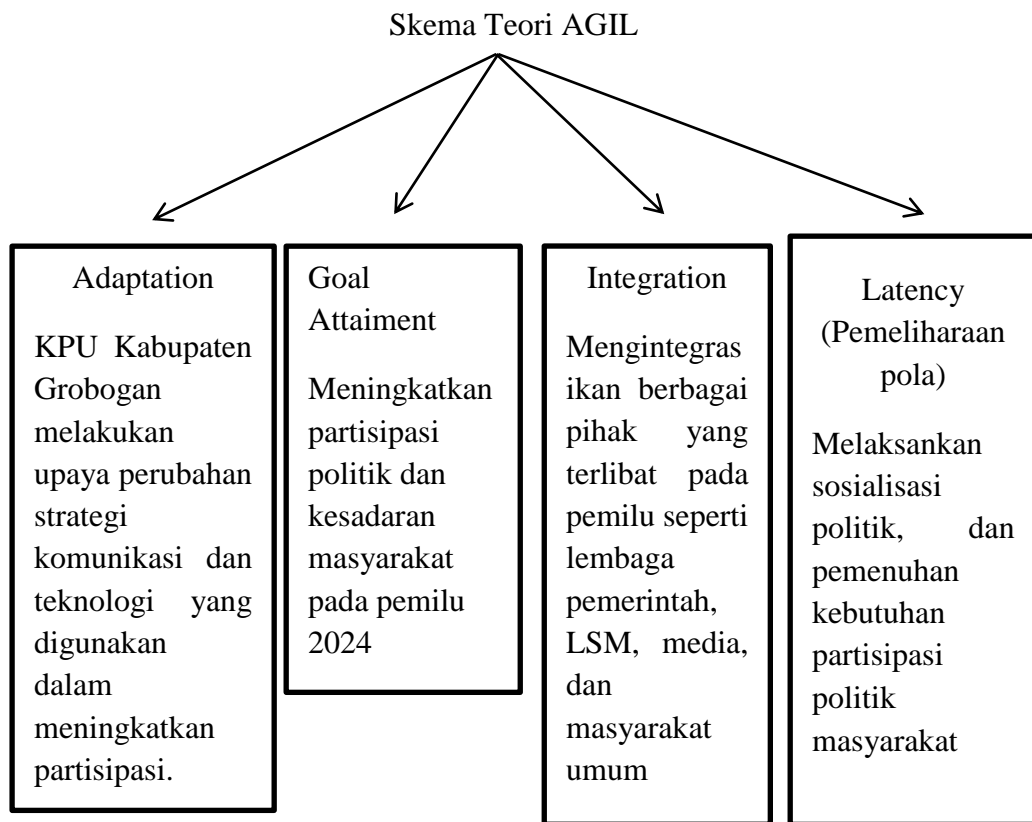 Skema Teori AGIL
Adaptation
KPU Kabupaten
Grobogan
melakukan
upaya perubahan
strategi
komunikasi dan
teknologi yang
digunakan
dalam
meningkatkan
partisipasi.
Goal
Attaiment
Meningkatkan
partisipasi
politik dan
kesadaran
masyarakat
pada pemilu
2024
Integration
Mengintegras
ikan berbagai
pihak yang
terlibat pada
pemilu seperti
lembaga
pemerintah,
LSM, media,
dan
masyarakat
umum
Latency
(Pemeliharaan
pola)
Melaksankan
sosialisasi
politik, dan
pemenuhan
kebutuhan
partisipasi
politik
masyarakat